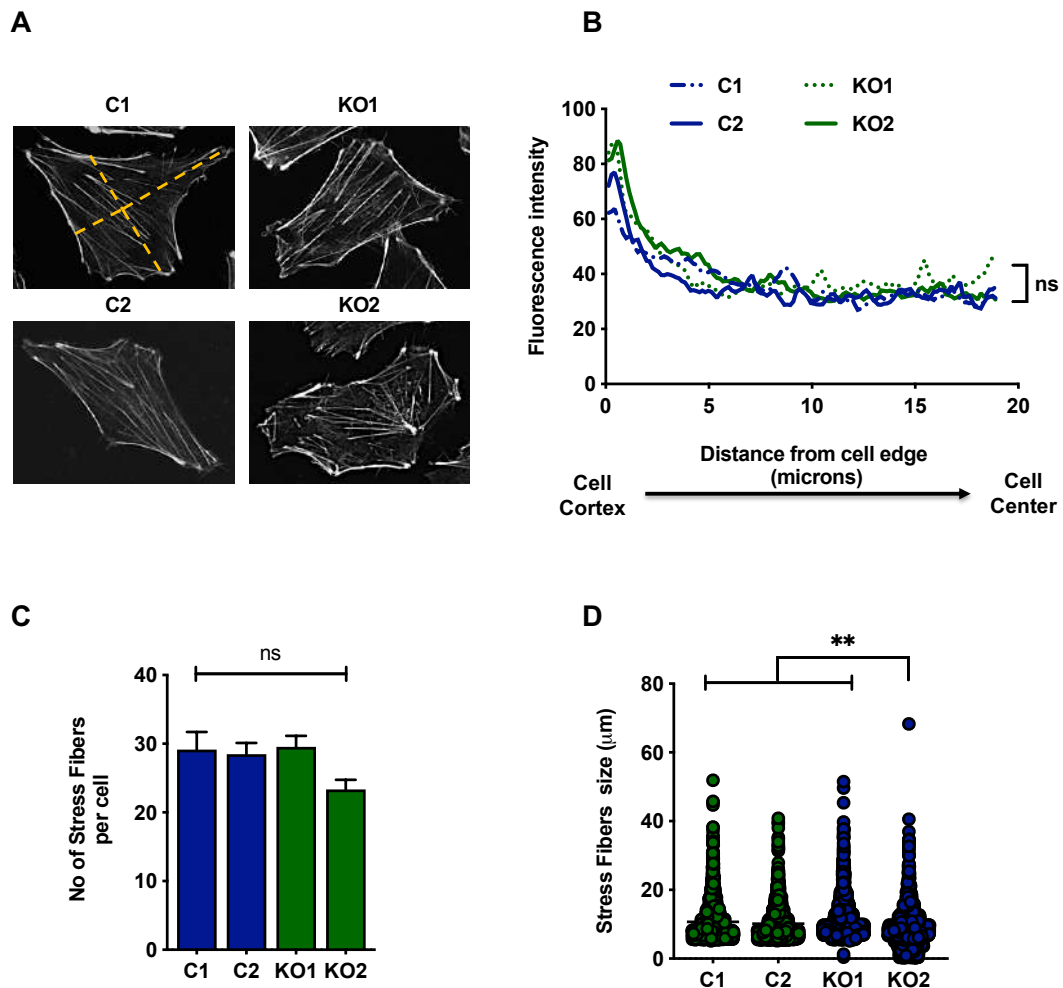 A
C1
KO1
C2
KO2
B
C1
KO1
C2
KO2
100
80
60
40
20
0
ns
0
5
10
15
20
Fluorescence intensity
Distance from cell edge
(microns)
Cell
Cortex
Cell
Center
C
ns
40
30
20
10
0
No of Stress Fibers
per cell
C1
C2
KO1
KO2
D
**
80
60
40
20
0
Stress Fibers size (μm)
C1
C2
KO1
KO2